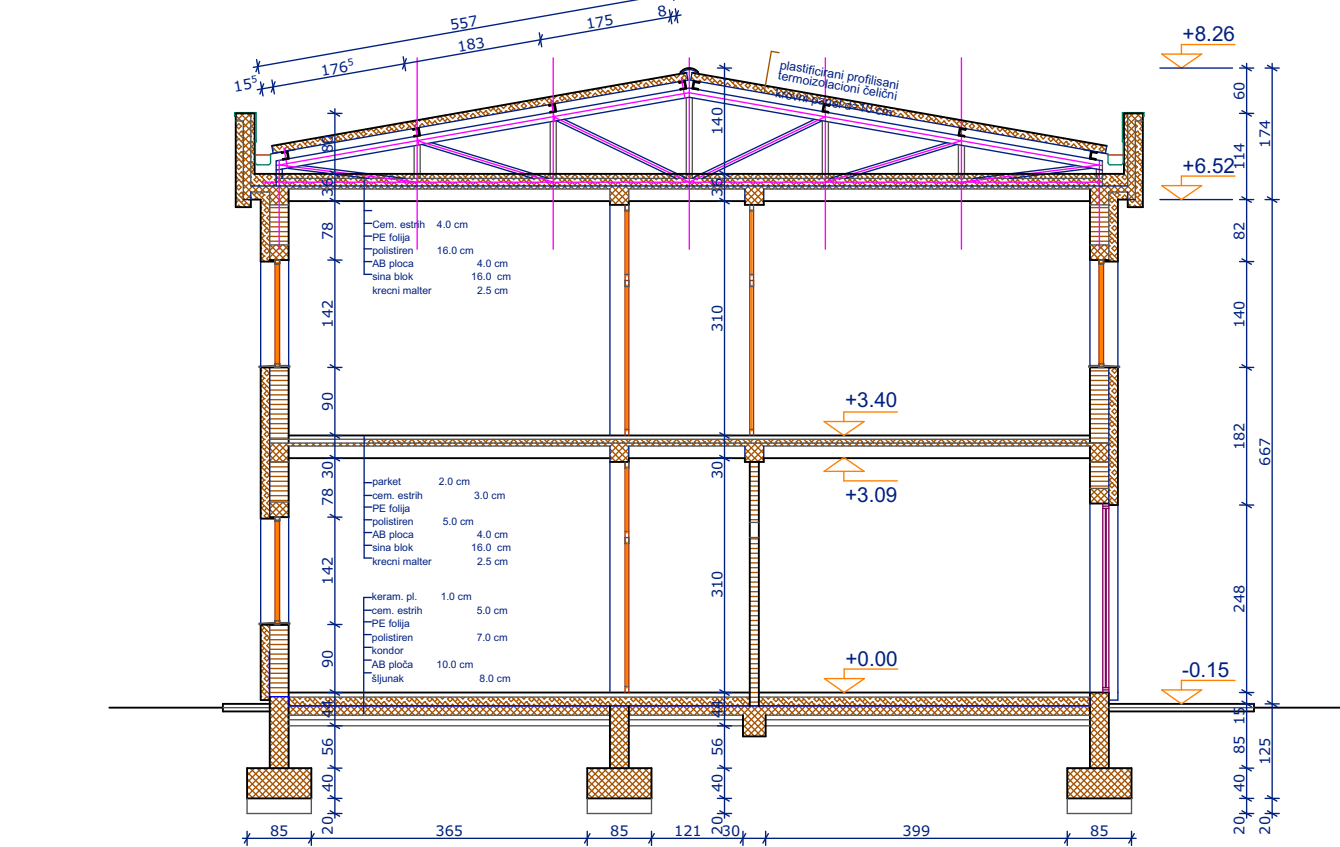 557
175
8
183
176⁵
15⁵
plastificirani profilisani
termoizolacioni čelični
+8.26
60
174
114
+6.52
140
36
36
78
82
Cem. estrih 4.0 cm
PE folija
polistiren 16.0 cm
AB ploca 4.0 cm
sina blok 16.0 cm
krecni malter 2.5 cm
142
310
140
90
+3.40
182
667
30
30
+3.09
78
parket 2.0 cm
cem. estrih 3.0 cm
PE folija
polistiren 5.0 cm
AB ploca 4.0 cm
sina blok 16.0 cm
krecni malter 2.5 cm
142
310
248
keram. pl. 1.0 cm
cem. estrih 5.0 cm
PE folija
polistiren 7.0 cm
kondor
AB ploča 10.0 cm
šljunak 8.0 cm
90
+0.00
-0.15
44
44
15
56
56
85
125
40
40
40
20
20
20
20
85
365
85
121
30
399
85